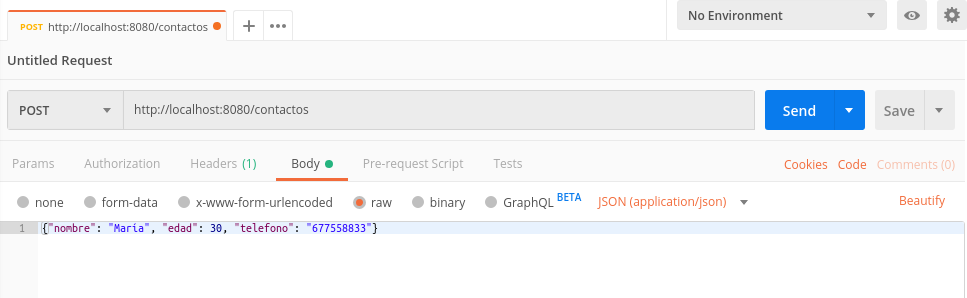 POST http://localhost:8080/contactos
No Environment
Untitled Request
POST http://localhost:8080/contactos Send Save
Params Authorization Headers (1) Body Pre-request Script Tests Cookies Code Comments (0)
none form-data x-www-form-urlencoded raw binary GraphQL BETA JSON (application/json) Beautify
1 {"nombre": "María", "edad": 30, "telefono": "677558833"}